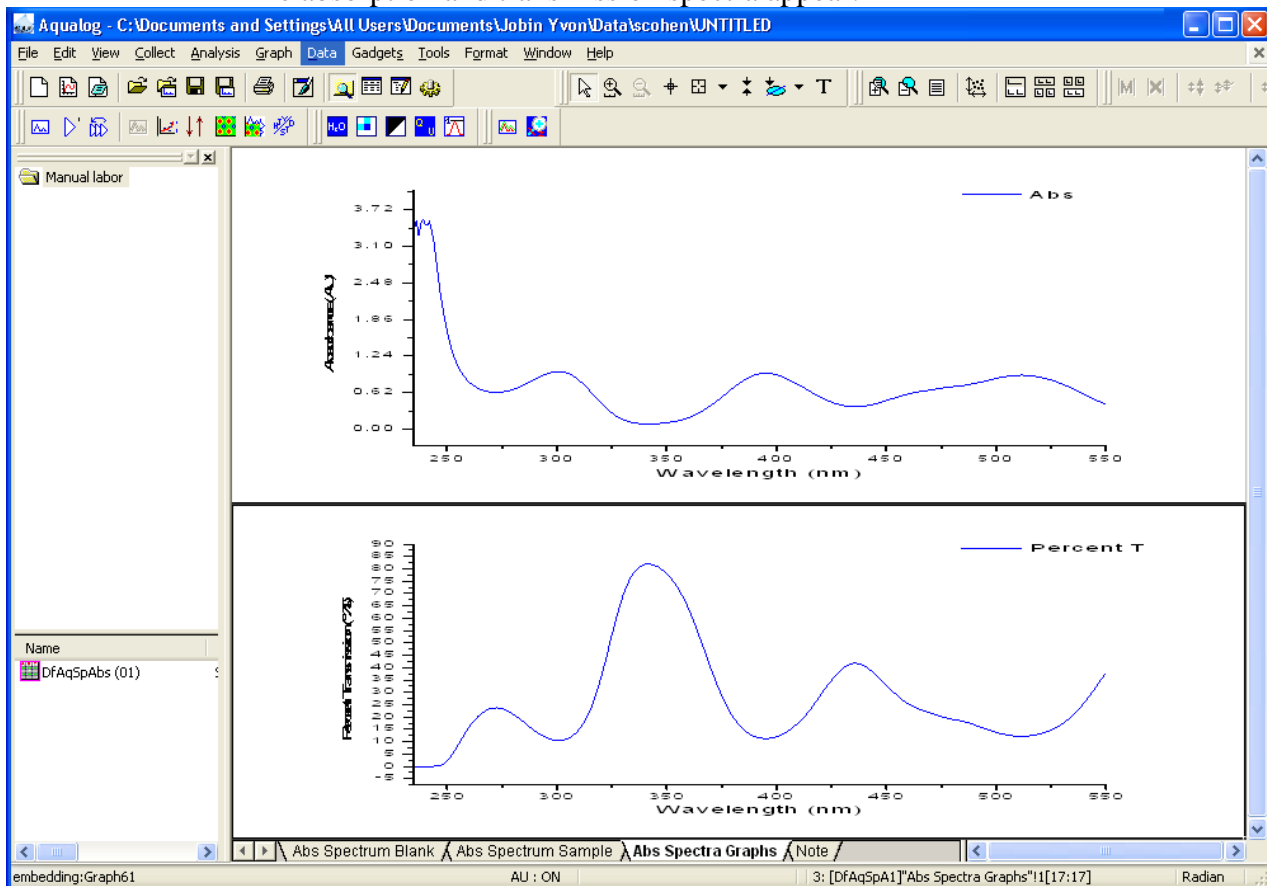 Aqualog - C:\Documents and Settings\All Users\Documents\Jobin Yvon\Data\scohen\UNTITLED
File Edit View Collect Analysis Graph Data Gadgets Tools Format Window Help
Manual labor
Abs
3.72
3.10
2.48
1.86
1.24
0.62
0.00
250 300 350 400 450 500 550
Wavelength (nm)
Percent T
90
85
80
75
70
65
60
55
50
45
40
35
30
25
20
15
10
5
0
-5
250 300 350 400 450 500 550
Wavelength (nm)
Name
DfAqSpAbs (01)
Abs Spectrum Blank Abs Spectrum Sample Abs Spectra Graphs Note
embedding:Graph61 AU : ON 3: [DfAqSpA1]"Abs Spectra Graphs"!1[17:17] Radian